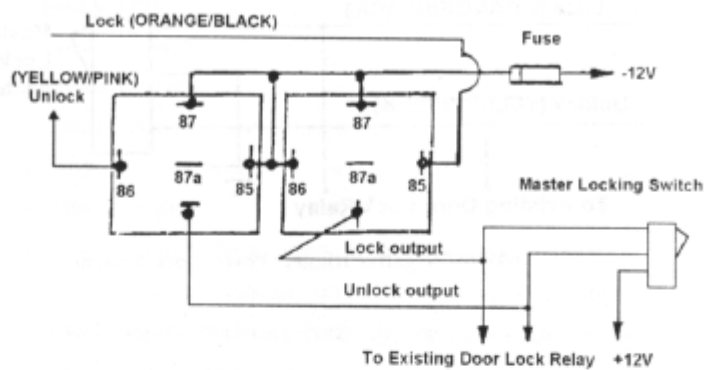 Lock (ORANGE/BLACK)
Fuse
-12V
(YELLOW/PINK)
Unlock
87
87
86
87a
85
86
87a
85
Master Locking Switch
Lock output
Unlock output
To Existing Door Lock Relay
+12V